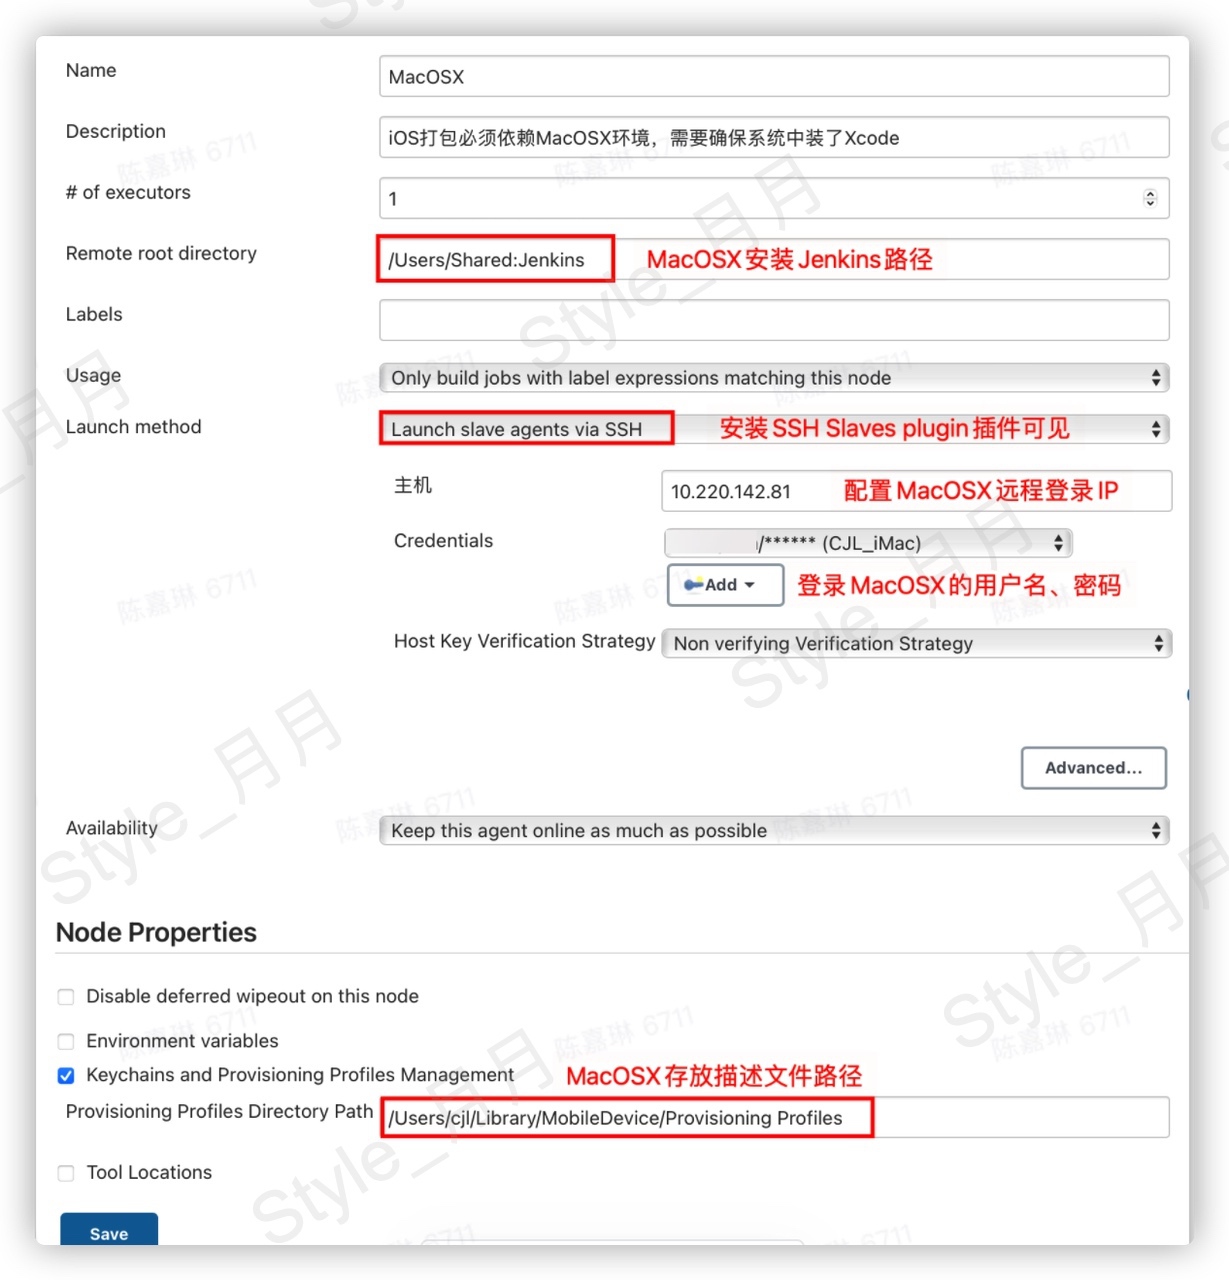 Name
MacOSX
Description
iOS打包必须依赖MacOSX环境，需要确保系统中装了Xcode
# of executors
1
Remote root directory
/Users/Shared:Jenkins
MacOSX安装Jenkins路径
Labels
Usage
Only build jobs with label expressions matching this node
Launch method
Launch slave agents via SSH
安装SSH Slaves plugin插件可见
主机
10.220.142.81
配置MacOSX远程登录IP
Credentials
/****** (CJL_iMac)
Add
登录MacOSX的用户名、密码
Host Key Verification Strategy
Non verifying Verification Strategy
Advanced...
Availability
Keep this agent online as much as possible
Node Properties
Disable deferred wipeout on this node
Environment variables
Keychains and Provisioning Profiles Management
MacOSX存放描述文件路径
Provisioning Profiles Directory Path
/Users/cjl/Library/MobileDevice/Provisioning Profiles
Tool Locations
Save
Style_月月
陈嘉琳 6711